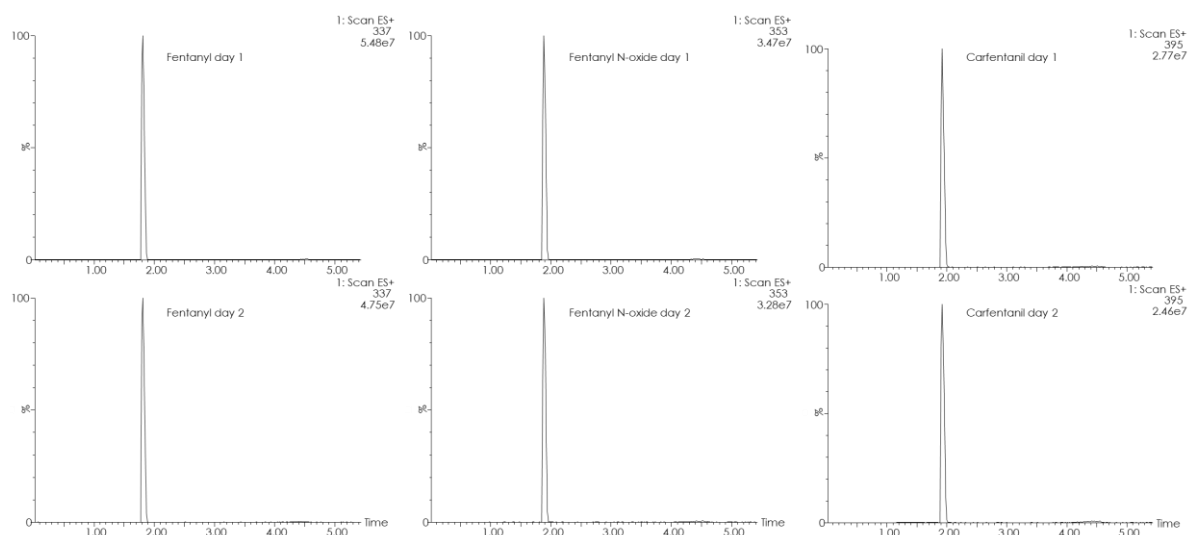 1: Scan ES+
337
5.48e7
100
Fentanyl day 1
%
0
1.00 2.00 3.00 4.00 5.00
1: Scan ES+
353
3.47e7
100
Fentanyl N-oxide day 1
%
0
1.00 2.00 3.00 4.00 5.00
1: Scan ES+
395
2.77e7
100
Carfentanil day 1
%
0
1.00 2.00 3.00 4.00 5.00
1: Scan ES+
337
4.75e7
100
Fentanyl day 2
%
0
1.00 2.00 3.00 4.00 5.00 Time
1: Scan ES+
353
3.28e7
100
Fentanyl N-oxide day 2
%
0
1.00 2.00 3.00 4.00 5.00 Time
1: Scan ES+
395
2.46e7
100
Carfentanil day 2
%
0
1.00 2.00 3.00 4.00 5.00 Time